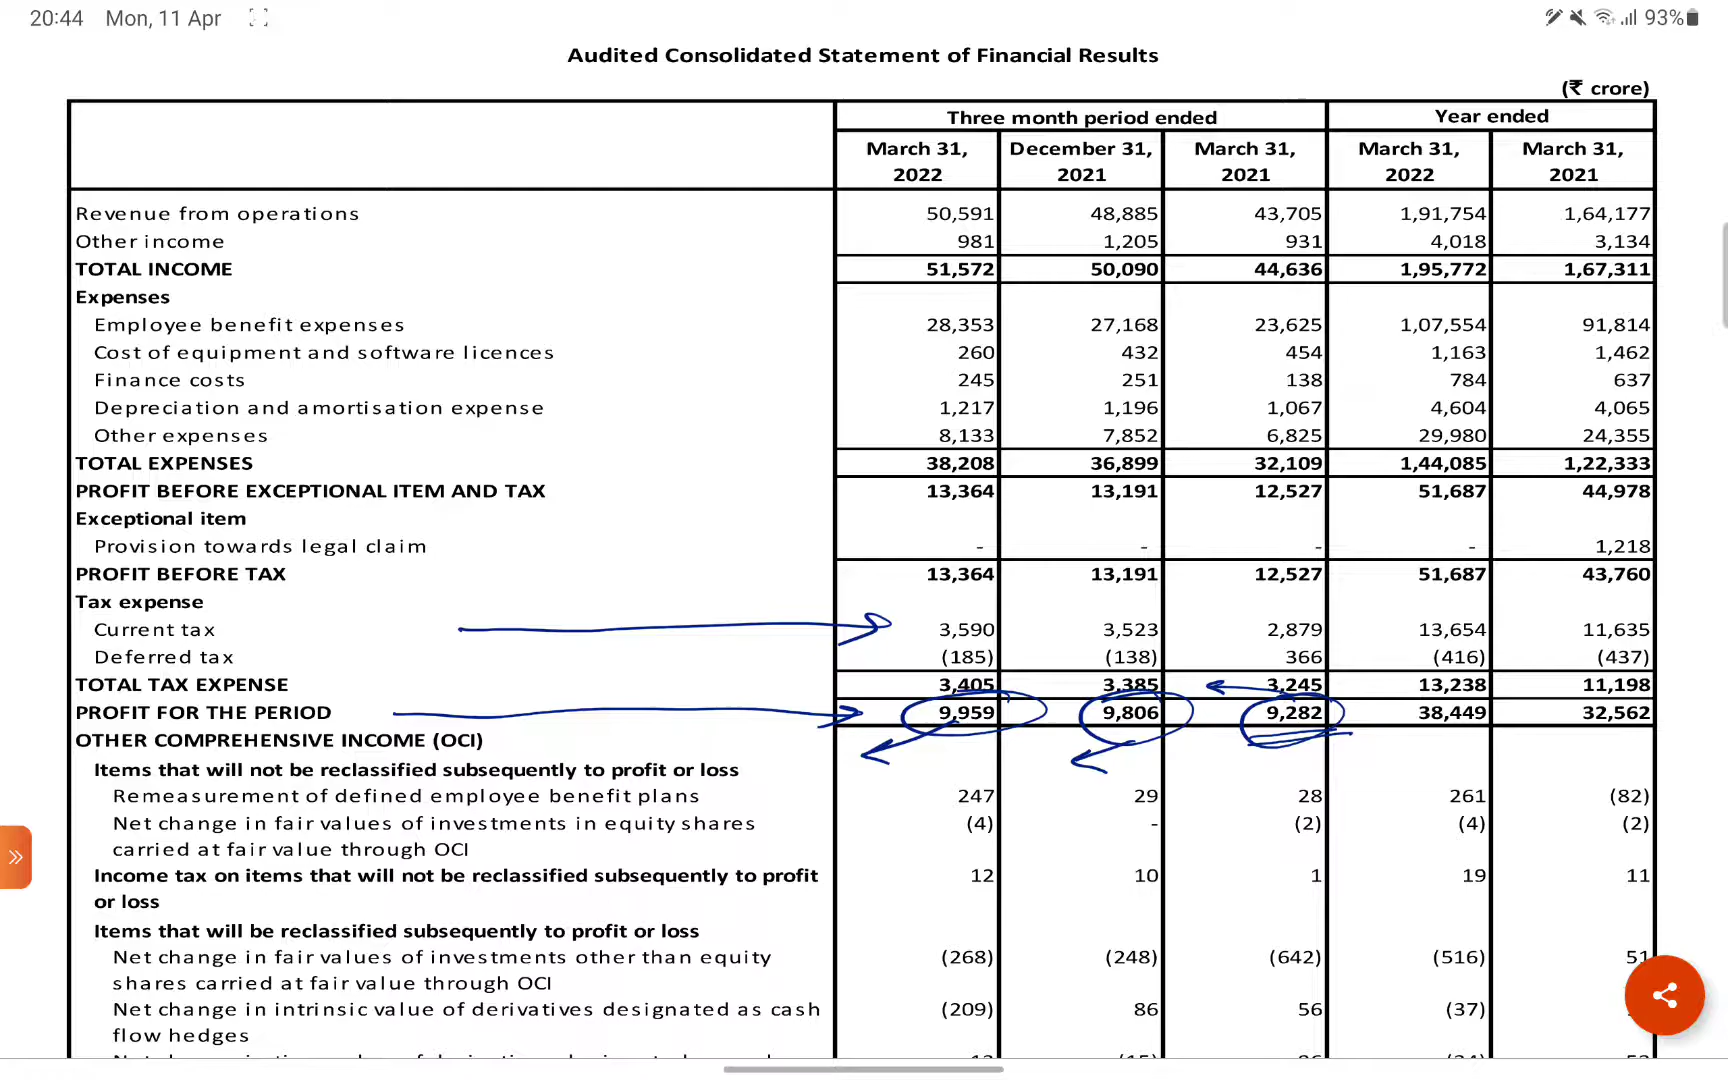 20:44 Mon, 11 Apr 93%
Audited Consolidated Statement of Financial Results
(₹ crore)
Three month period ended Year ended
March 31, 2022 December 31, 2021 March 31, 2021 March 31, 2022 March 31, 2021
Revenue from operations 50,591 48,885 43,705 1,91,754 1,64,177
Other income 981 1,205 931 4,018 3,134
TOTAL INCOME 51,572 50,090 44,636 1,95,772 1,67,311
Expenses
Employee benefit expenses 28,353 27,168 23,625 1,07,554 91,814
Cost of equipment and software licences 260 432 454 1,163 1,462
Finance costs 245 251 138 784 637
Depreciation and amortisation expense 1,217 1,196 1,067 4,604 4,065
Other expenses 8,133 7,852 6,825 29,980 24,355
TOTAL EXPENSES 38,208 36,899 32,109 1,44,085 1,22,333
PROFIT BEFORE EXCEPTIONAL ITEM AND TAX 13,364 13,191 12,527 51,687 44,978
Exceptional item
Provision towards legal claim - - - - 1,218
PROFIT BEFORE TAX 13,364 13,191 12,527 51,687 43,760
Tax expense
Current tax 3,590 3,523 2,879 13,654 11,635
Deferred tax (185) (138) 366 (416) (437)
TOTAL TAX EXPENSE 3,405 3,385 3,245 13,238 11,198
PROFIT FOR THE PERIOD 9,959 9,806 9,282 38,449 32,562
OTHER COMPREHENSIVE INCOME (OCI)
Items that will not be reclassified subsequently to profit or loss
Remeasurement of defined employee benefit plans 247 29 28 261 (82)
Net change in fair values of investments in equity shares (4) - (2) (4) (2)
carried at fair value through OCI
Income tax on items that will not be reclassified subsequently to profit 12 10 1 19 11
or loss
Items that will be reclassified subsequently to profit or loss
Net change in fair values of investments other than equity (268) (248) (642) (516) 51
shares carried at fair value through OCI
Net change in intrinsic value of derivatives designated as cash (209) 86 56 (37)
flow hedges